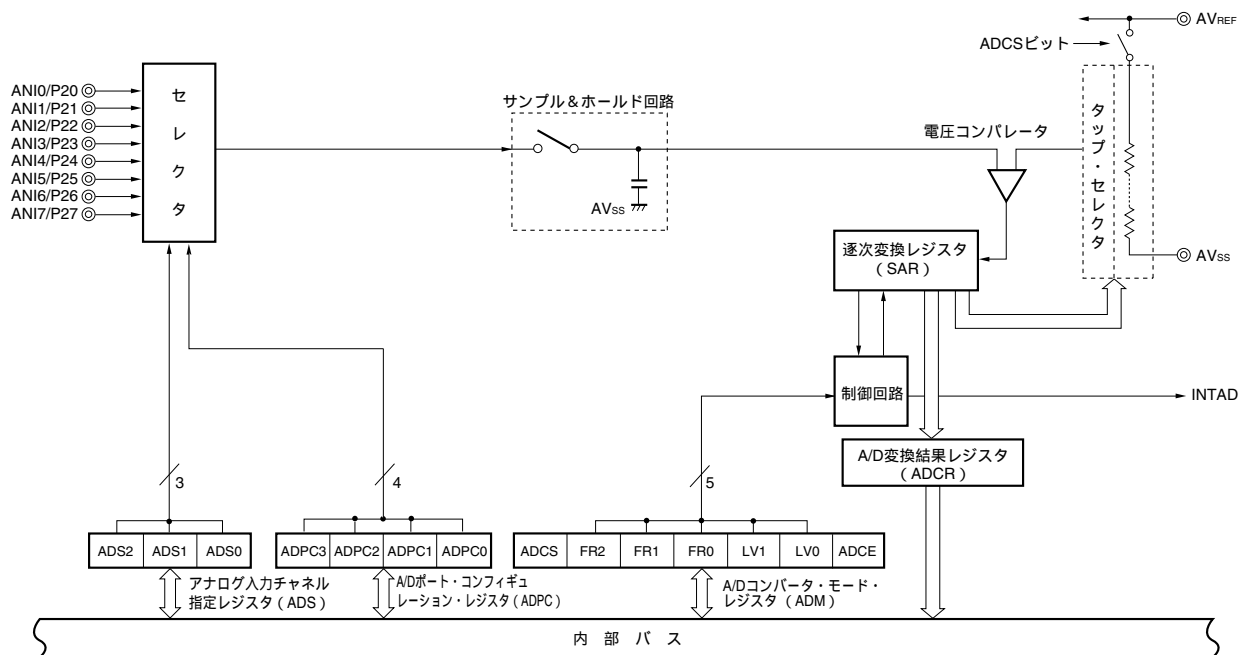 AVREF
ADCSビット
ANI0/P20
ANI1/P21
ANI2/P22
ANI3/P23
ANI4/P24
ANI5/P25
ANI6/P26
ANI7/P27
セレクタ
サンプル＆ホールド回路
AVSS
電圧コンパレータ
タップ・セレクタ
AVSS
逐次変換レジスタ
（SAR）
制御回路
INTAD
A/D変換結果レジスタ
（ADCR）
3
4
5
ADS2 ADS1 ADS0
ADPC3 ADPC2 ADPC1 ADPC0
ADCS FR2 FR1 FR0 LV1 LV0 ADCE
アナログ入力チャネル
指定レジスタ（ADS）
A/Dポート・コンフィギュ
レーション・レジスタ（ADPC）
A/Dコンバータ・モード・
レジスタ（ADM）
内 部 バ ス